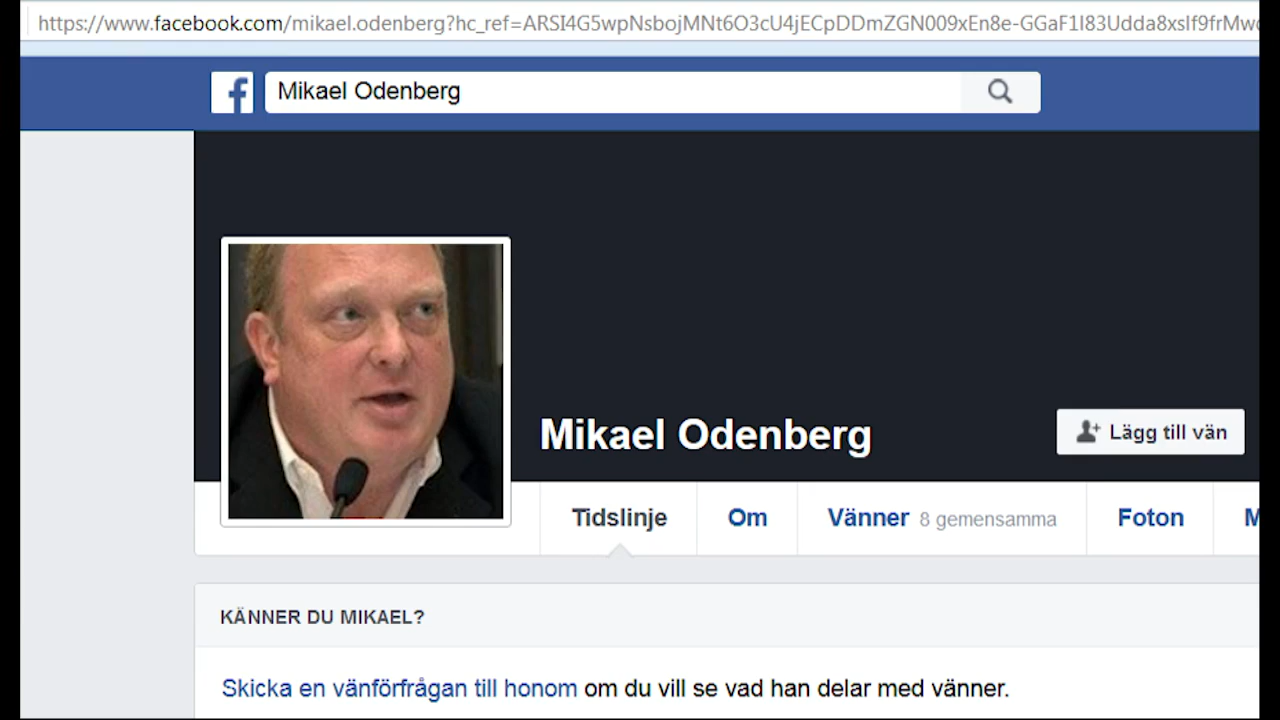 https://www.facebook.com/mikael.odenberg?hc_ref=ARSI4G5wpNsbojMNt6O3cU4jECpDDmZGN009xEn8e-GGaF1I83Udda8xslf9frMwc
Mikael Odenberg
Mikael Odenberg
Lägg till vän
Tidslinje Om Vänner 8 gemensamma Foton M
KÄNNER DU MIKAEL?
Skicka en vänförfrågan till honom om du vill se vad han delar med vänner.